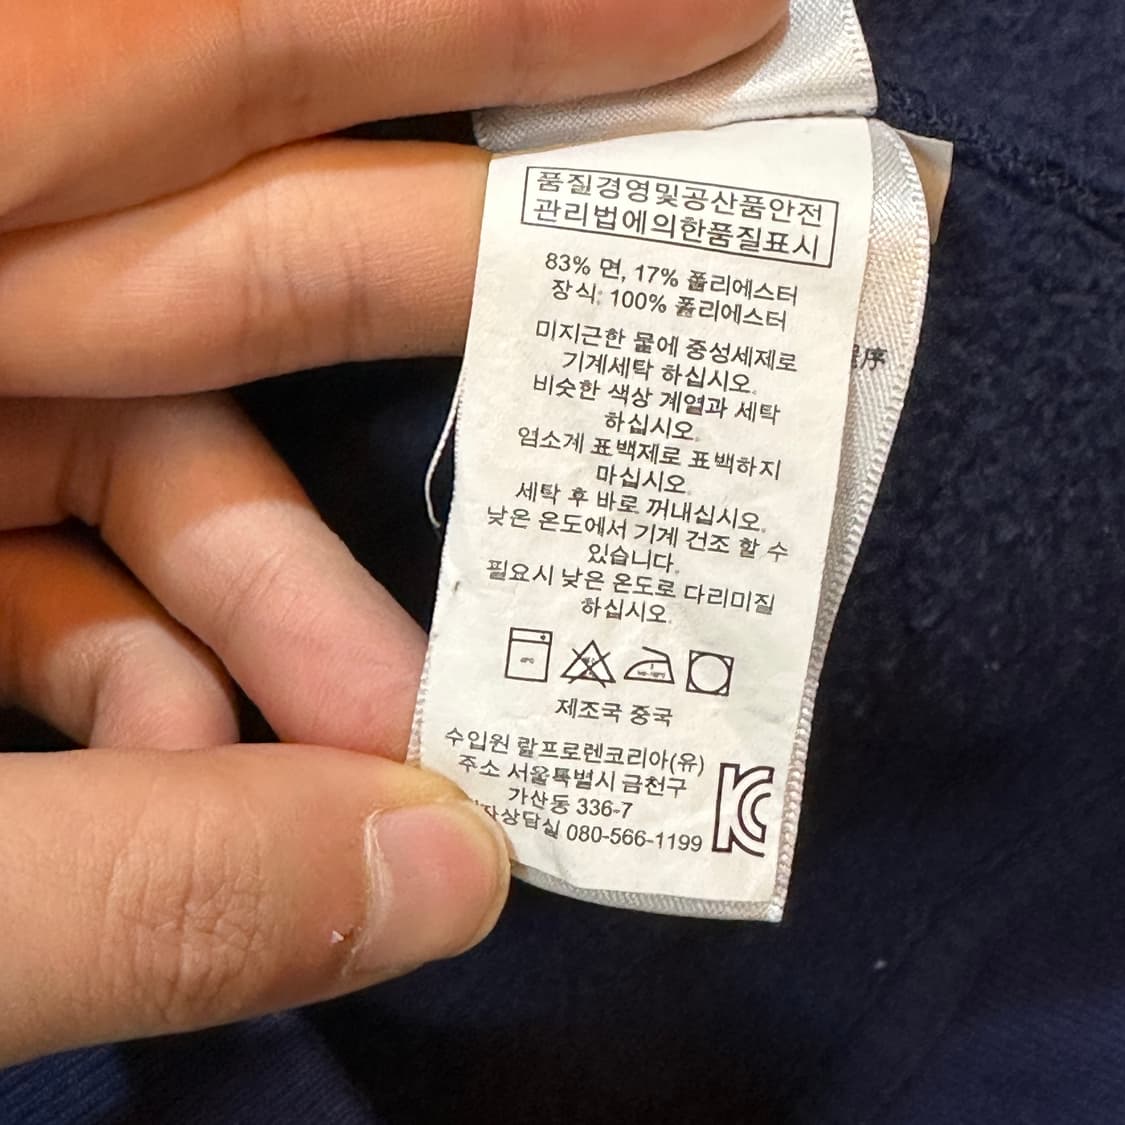 품질경영및공산품안전
관리법에의한품질표시
83% 면, 17% 폴리에스터
장식: 100% 폴리에스터
미지근한 물에 중성세제로
기계세탁 하십시오.
비슷한 색상 계열과 세탁
하십시오.
염소계 표백제로 표백하지
마십시오.
세탁 후 바로 꺼내십시오.
낮은 온도에서 기계 건조 할 수
있습니다.
필요시 낮은 온도로 다리미질
하십시오.
제조국 중국
수입원 랄프로렌코리아(유)
주소 서울특별시 금천구
가산동 336-7
080-566-1199
序